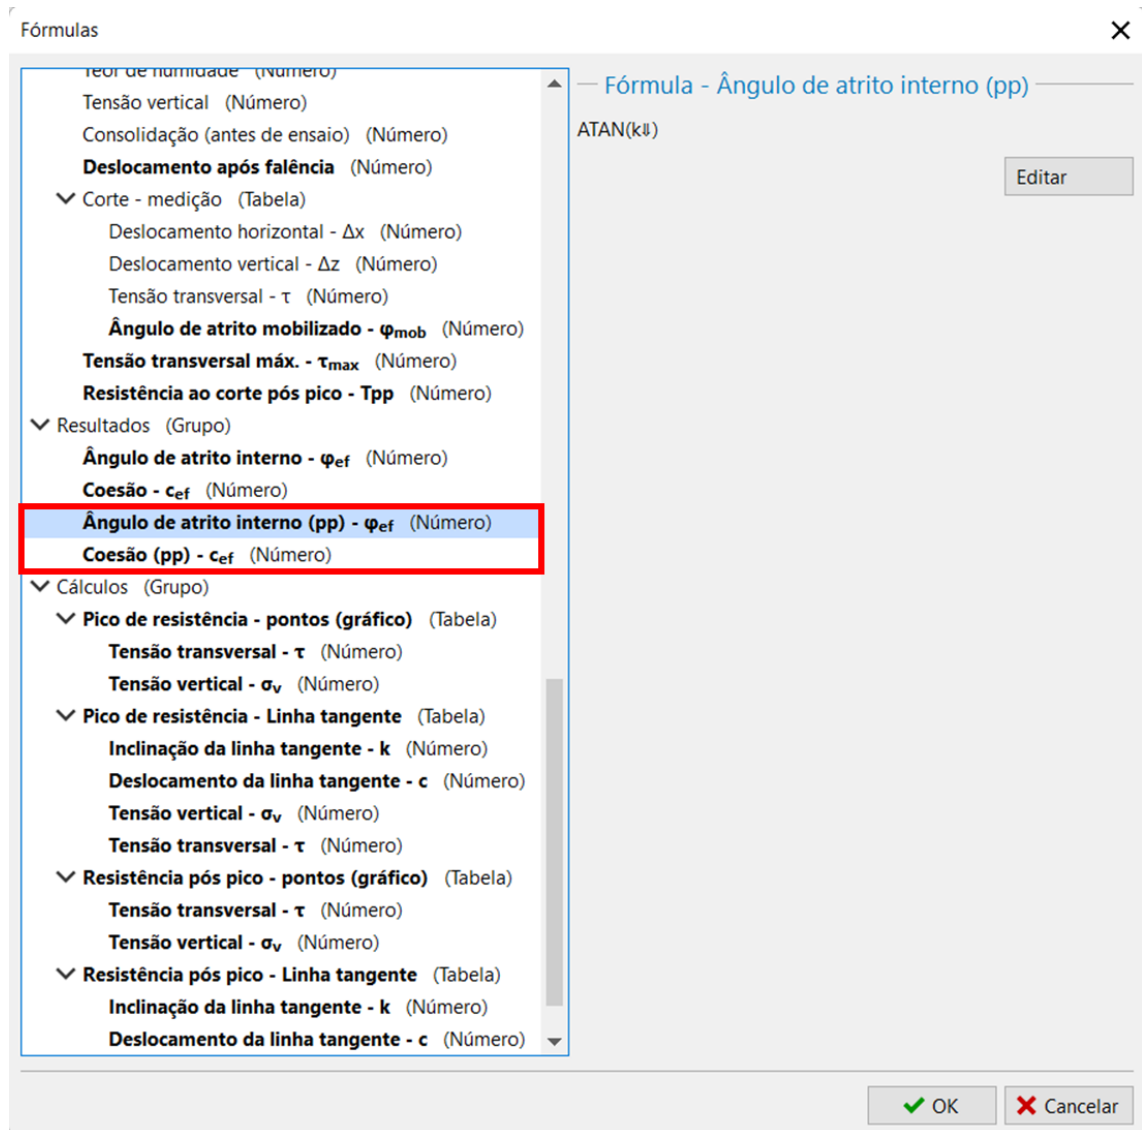 Fórmulas
Teor de humidade (Número)
Tensão vertical (Número)
Consolidação (antes de ensaio) (Número)
Deslocamento após falência (Número)
Corte - medição (Tabela)
Deslocamento horizontal - Δx (Número)
Deslocamento vertical - Δz (Número)
Tensão transversal - τ (Número)
Ângulo de atrito mobilizado - φmob (Número)
Tensão transversal máx. - τmax (Número)
Resistência ao corte pós pico - Tpp (Número)
Resultados (Grupo)
Ângulo de atrito interno - φef (Número)
Coesão - cef (Número)
Ângulo de atrito interno (pp) - φef (Número)
Coesão (pp) - cef (Número)
Cálculos (Grupo)
Pico de resistência - pontos (gráfico) (Tabela)
Tensão transversal - τ (Número)
Tensão vertical - σv (Número)
Pico de resistência - Linha tangente (Tabela)
Inclinação da linha tangente - k (Número)
Deslocamento da linha tangente - c (Número)
Tensão vertical - σv (Número)
Tensão transversal - τ (Número)
Resistência pós pico - pontos (gráfico) (Tabela)
Tensão transversal - τ (Número)
Tensão vertical - σv (Número)
Resistência pós pico - Linha tangente (Tabela)
Inclinação da linha tangente - k (Número)
Deslocamento da linha tangente - c (Número)
Fórmula - Ângulo de atrito interno (pp)
ATAN(k⇓)
Editar
OK
Cancelar